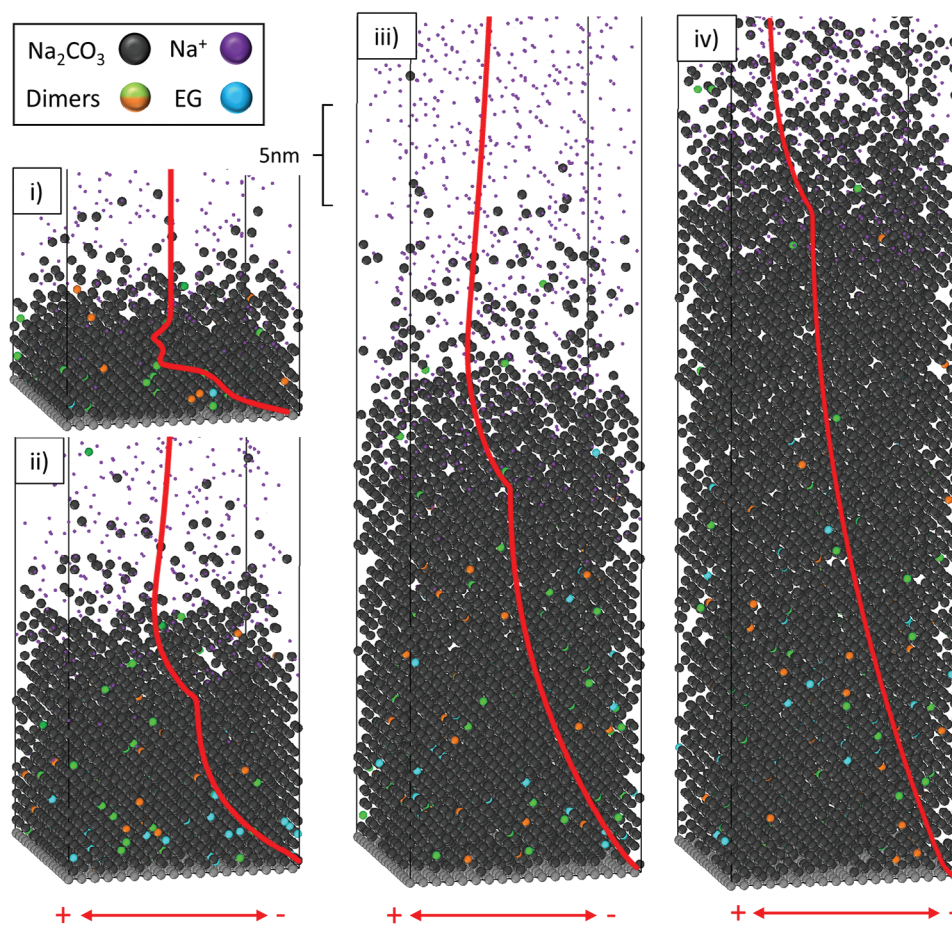 Na₂CO₃ Na⁺
Dimers EG
5nm
i)
ii)
iii)
iv)
+ -
+ -
+ -